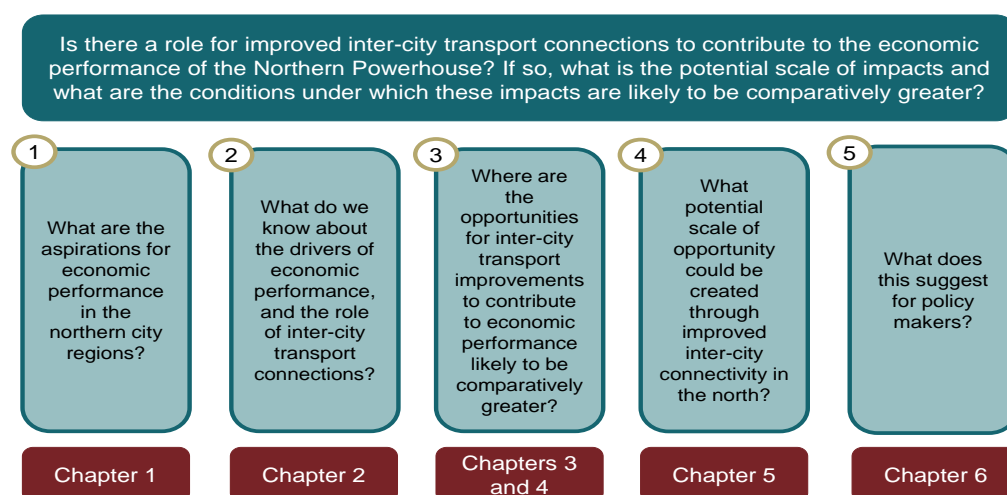 Is there a role for improved inter-city transport connections to contribute to the economic
performance of the Northern Powerhouse? If so, what is the potential scale of impacts and
what are the conditions under which these impacts are likely to be comparatively greater?
1
What are the
aspirations for
economic
performance
in the
northern city
regions?
Chapter 1
2
What do we
know about
the drivers of
economic
performance,
and the role
of inter-city
transport
connections?
Chapter 2
3
Where are
the
opportunities
for inter-city
transport
improvements
to contribute
to economic
performance
likely to be
comparatively
greater?
Chapters 3
and 4
4
What
potential
scale of
opportunity
could be
created
through
improved
inter-city
connectivity in
the north?
Chapter 5
5
What does
this suggest
for policy
makers?
Chapter 6